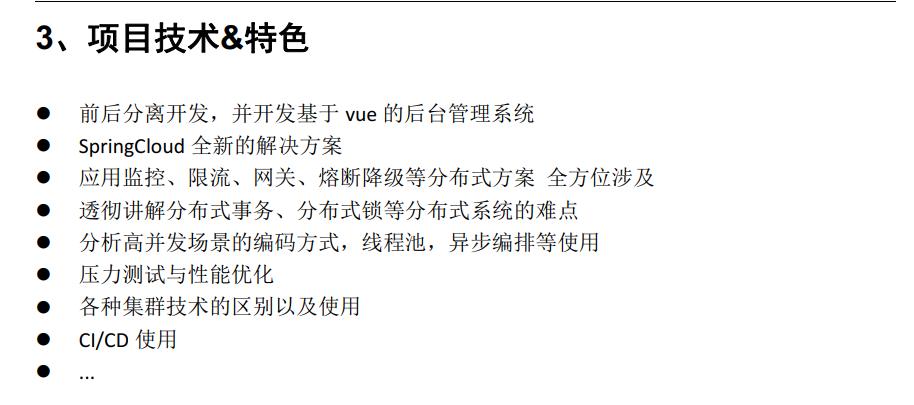 3、项目技术&特色
● 前后分离开发，并开发基于 vue 的后台管理系统
● SpringCloud 全新的解决方案
● 应用监控、限流、网关、熔断降级等分布式方案 全方位涉及
● 透彻讲解分布式事务、分布式锁等分布式系统的难点
● 分析高并发场景的编码方式，线程池，异步编排等使用
● 压力测试与性能优化
● 各种集群技术的区别以及使用
● CI/CD 使用
● ...